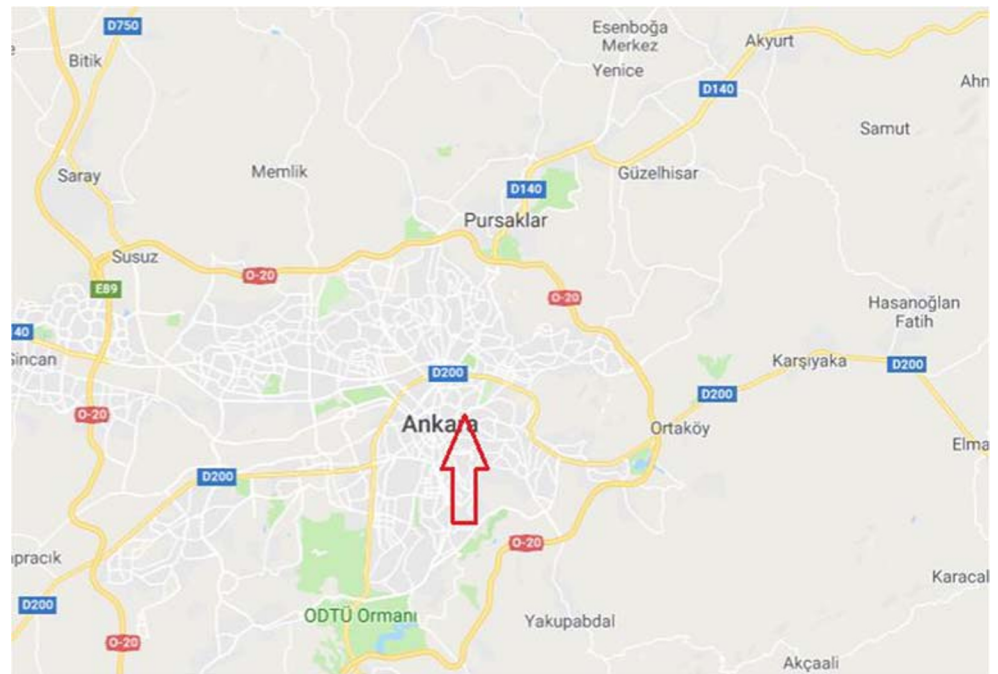 D750
Esenboğa
Merkez
Akyurt
Bitik
Yenice
D140
Ahn
Samut
Memlik
Saray
Güzelhisar
D140
Pursaklar
Susuz
O-20
E89
O-20
Hasanoğlan
Fatih
40
Sincan
Karşıyaka
D200
D200
D200
O-20
Ankara
Ortaköy
Elma
D200
O-20
apracık
Karacal
D200
ODTÜ Ormanı
Yakupabdal
O-20
Akçaali